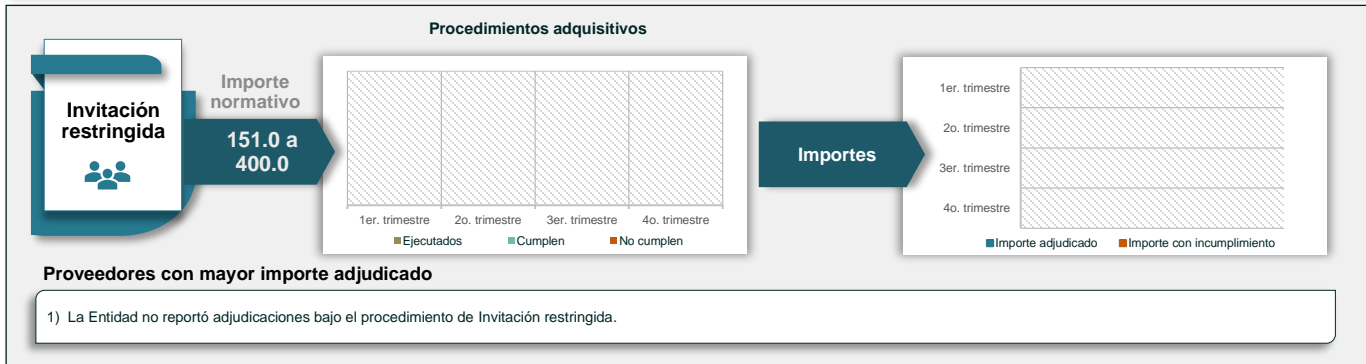 Procedimientos adquisitivos
Invitación
restringida
Importe
normativo
151.0 a
400.0
1er. trimestre
2o. trimestre
3er. trimestre
4o. trimestre
Ejecutados
Cumplen
No cumplen
Importes
1er. trimestre
2o. trimestre
3er. trimestre
4o. trimestre
Importe adjudicado
Importe con incumplimiento
Proveedores con mayor importe adjudicado
1) La Entidad no reportó adjudicaciones bajo el procedimiento de Invitación restringida.